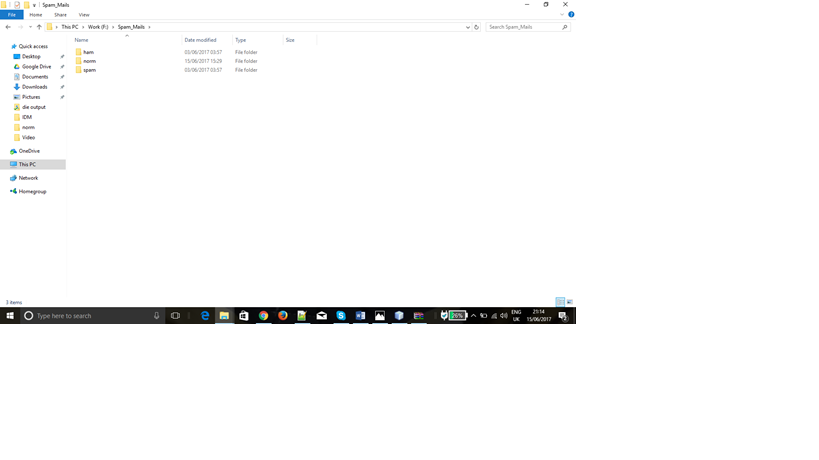 Spam_Mails
File Home Share View
This PC Work (F:) Spam_Mails
Search Spam_Mails
Name Date modified Type Size
ham 03/06/2017 03:57 File folder
norm 15/06/2017 15:29 File folder
spam 03/06/2017 03:57 File folder
Quick access
Desktop
Google Drive
Documents
Downloads
Pictures
die output
IDM
norm
Video
OneDrive
This PC
Network
Homegroup
3 items
Type here to search
26%
ENG
UK
21:14
15/06/2017